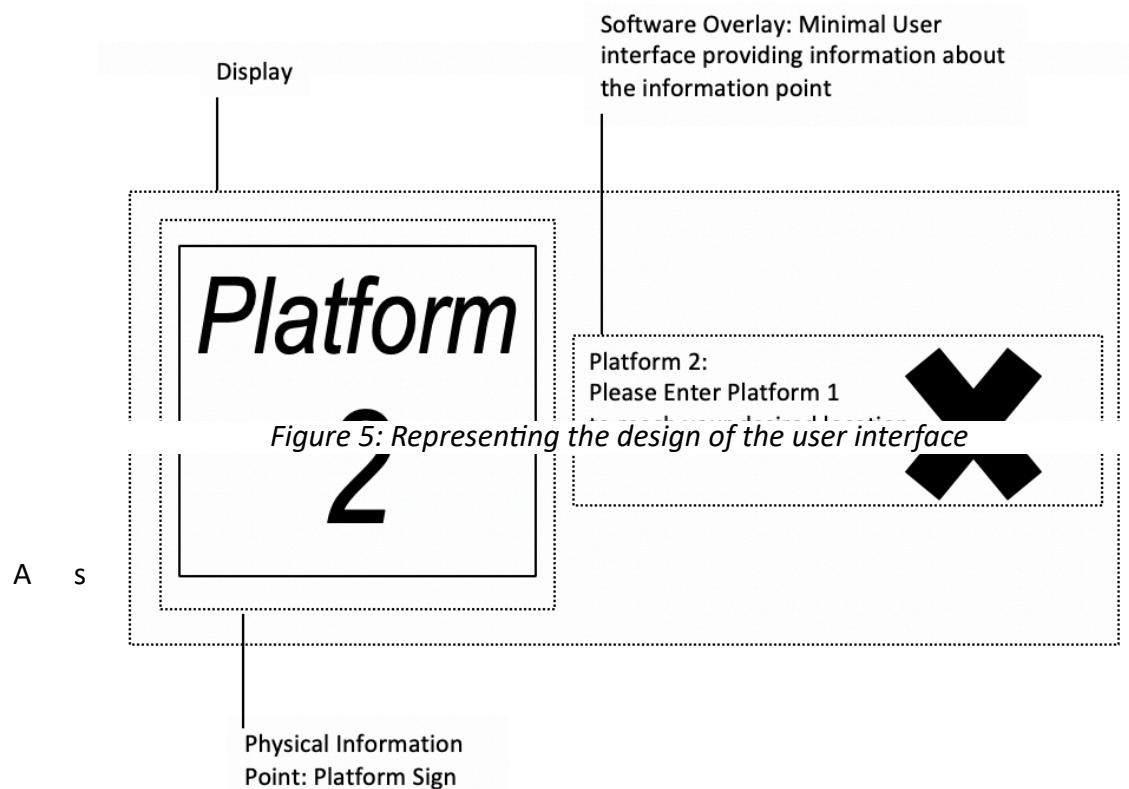 Software Overlay: Minimal User
interface providing information about
the information point
Display
Platform
2
Platform 2:
Please Enter Platform 1
Figure 5: Representing the design of the user interface
A s
Physical Information
Point: Platform Sign